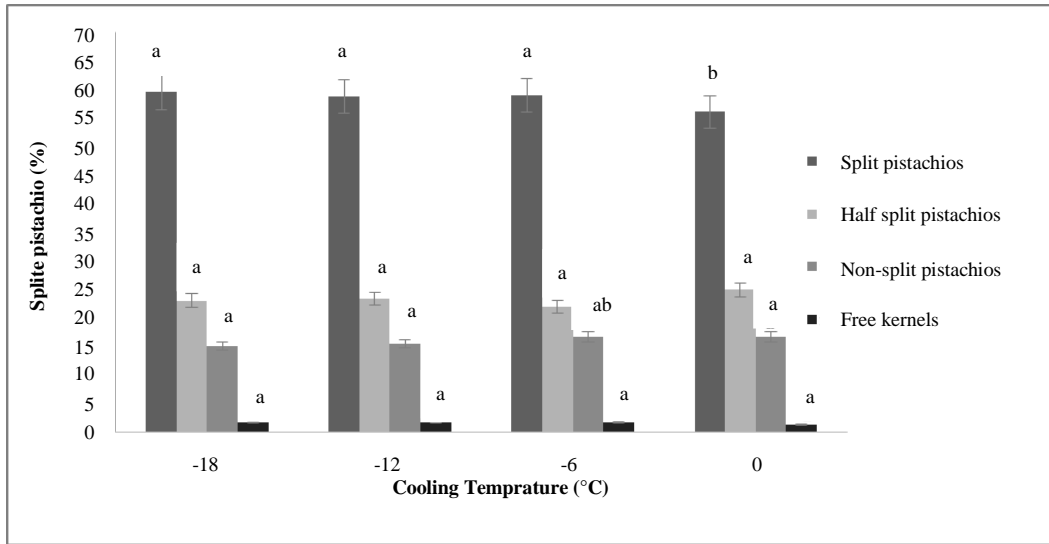 70
65
60
55
50
45
40
35
30
25
20
15
10
5
0
Splite pistachio (%)
a
a
a
a
a
a
a
a
a
a
ab
a
b
a
a
a
-18
-12
-6
0
Cooling Temprature (°C)
Split pistachios
Half split pistachios
Non-split pistachios
Free kernels